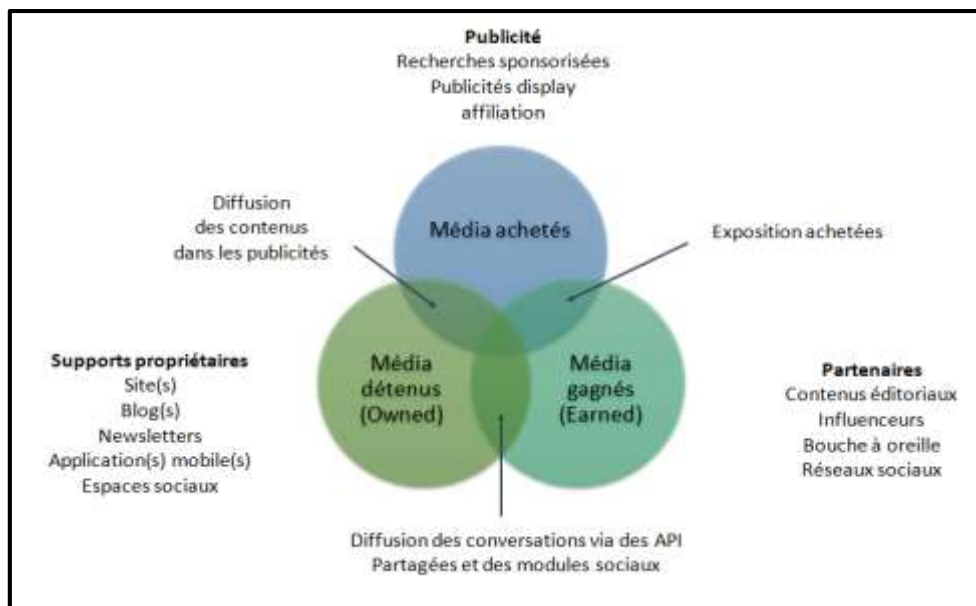 Publicité
Recherches sponsorisées
Publicités display
affiliation
Média achetés
Diffusion
des contenus
dans les publicités
Exposition achetées
Média
détenus
(Owned)
Média
gagnés
(Earned)
Supports propriétaires
Site(s)
Blog(s)
Newsletters
Application(s) mobile(s)
Espaces sociaux
Partenaires
Contenus éditoriaux
Influenceurs
Bouche à oreille
Réseaux sociaux
Diffusion des conversations via des API
Partagées et des modules sociaux